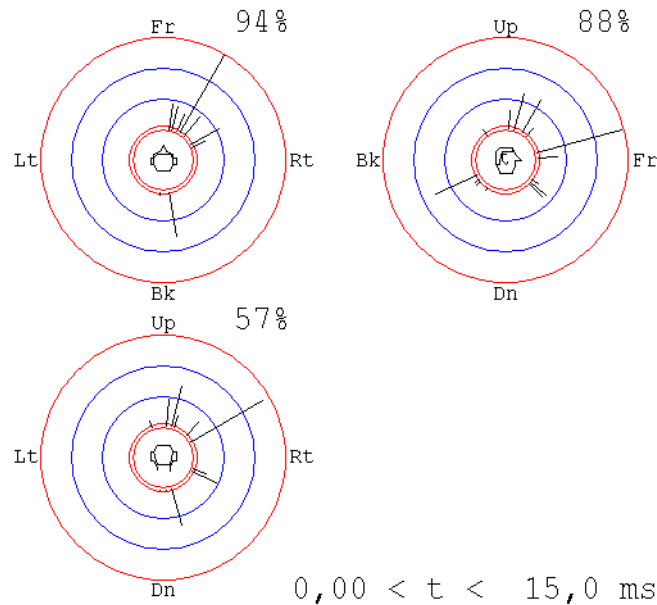 Fr 94%
Lt Rt
Bk
Up 88%
Bk Fr
Dn
Up 57%
Lt Rt
Dn
0,00 < t < 15,0 ms